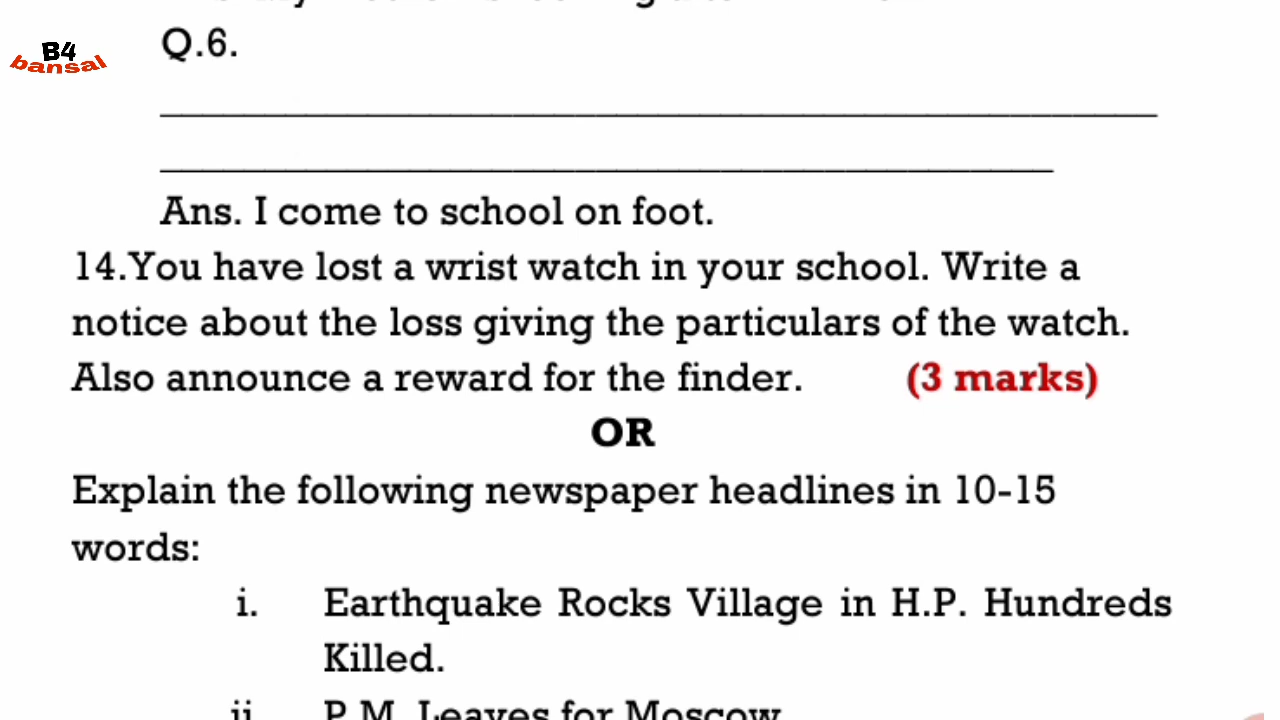 B4
bansal
Q.6.
Ans. I come to school on foot.
14.You have lost a wrist watch in your school. Write a
notice about the loss giving the particulars of the watch.
Also announce a reward for the finder. (3 marks)
OR
Explain the following newspaper headlines in 10-15
words:
i. Earthquake Rocks Village in H.P. Hundreds
Killed.
ii. P.M. Leaves for Moscow